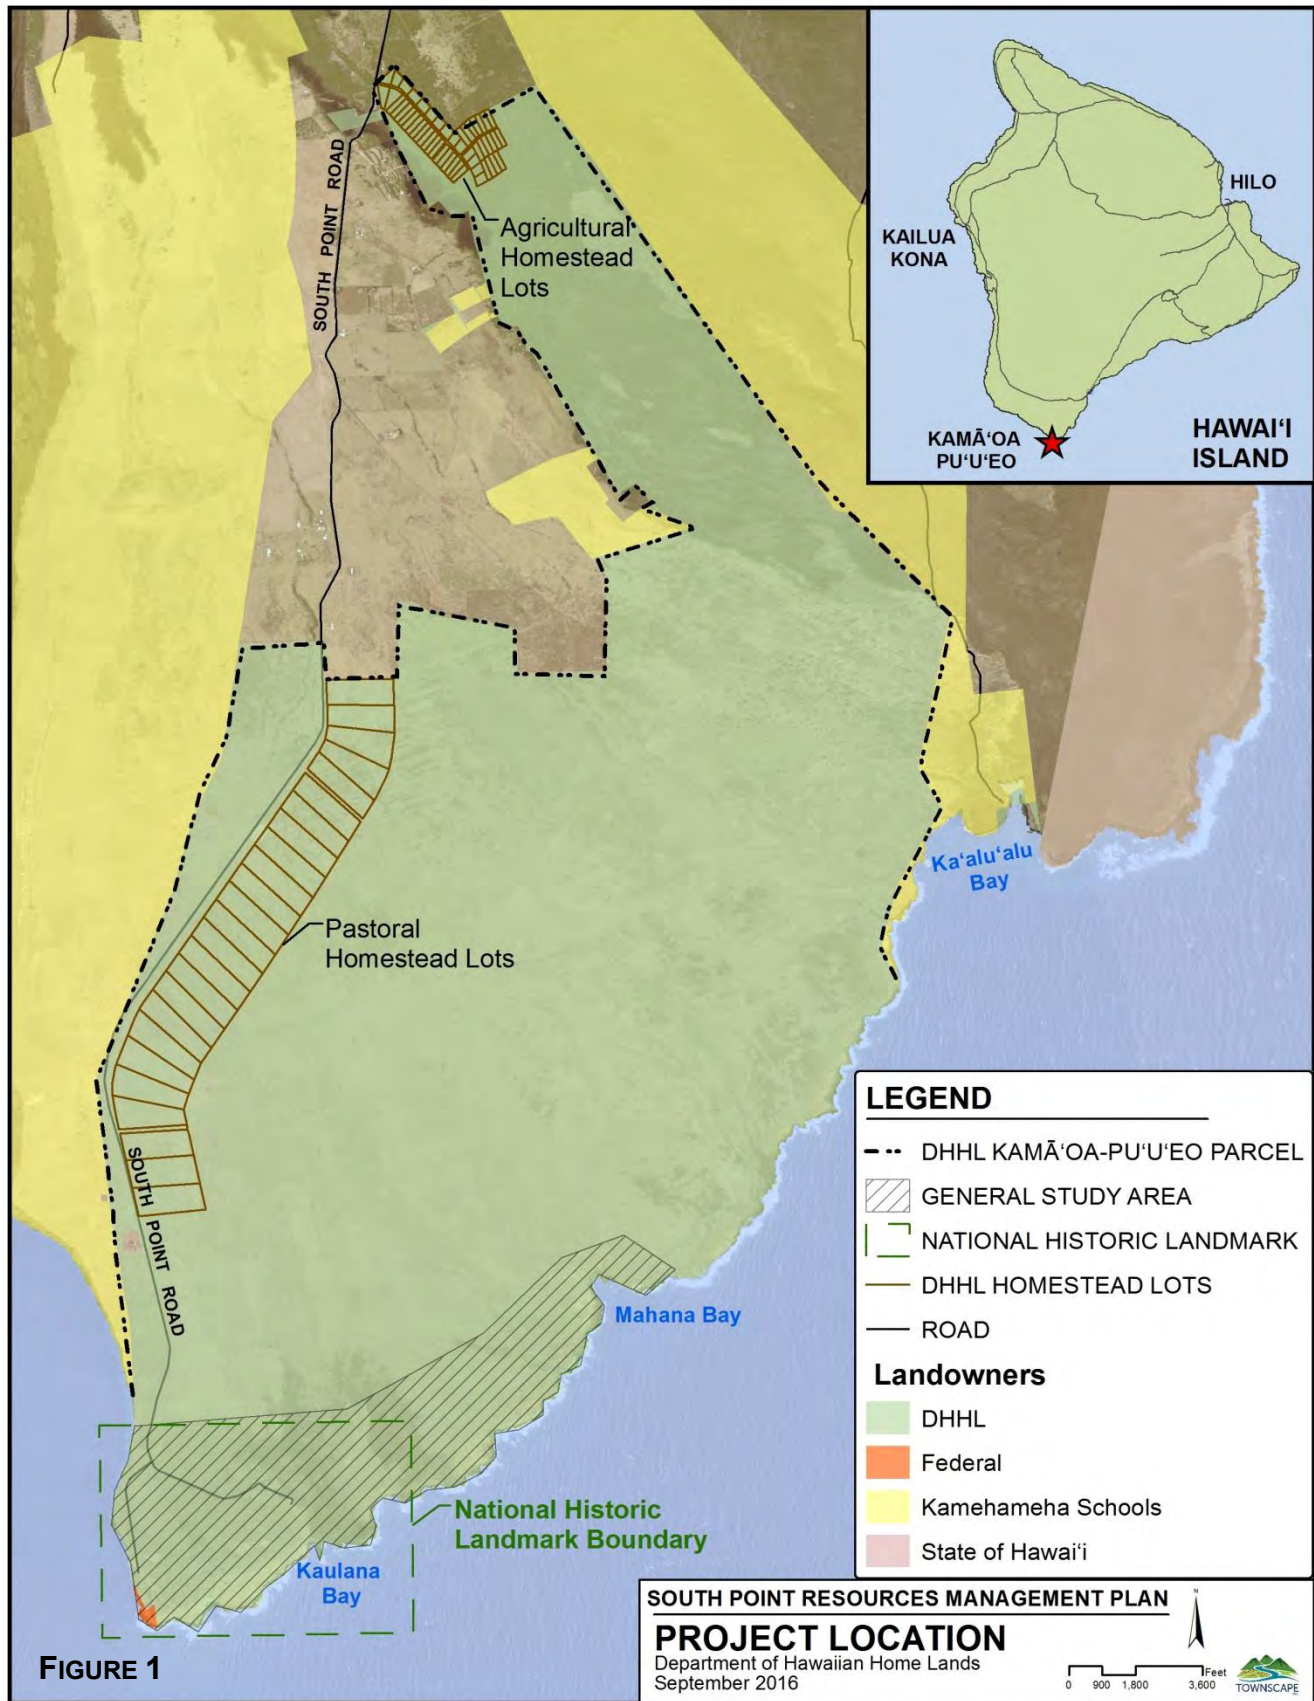 SOUTH POINT ROAD
Agricultural
Homestead
Lots
HILO
KAILUA
KONA
KAMĀ‘OA
PU‘U‘EO
HAWAI‘I
ISLAND
Ka‘alu‘alu
Bay
Pastoral
Homestead Lots
SOUTH POINT ROAD
Mahana Bay
National Historic
Landmark Boundary
Kaulana
Bay
LEGEND
DHHL KAMĀ‘OA-PU‘U‘EO PARCEL
GENERAL STUDY AREA
NATIONAL HISTORIC LANDMARK
DHHL HOMESTEAD LOTS
ROAD
Landowners
DHHL
Federal
Kamehameha Schools
State of Hawai‘i
SOUTH POINT RESOURCES MANAGEMENT PLAN
PROJECT LOCATION
Department of Hawaiian Home Lands
September 2016
N
Feet
0 900 1,800 3,600
TOWNSCAPE
FIGURE 1